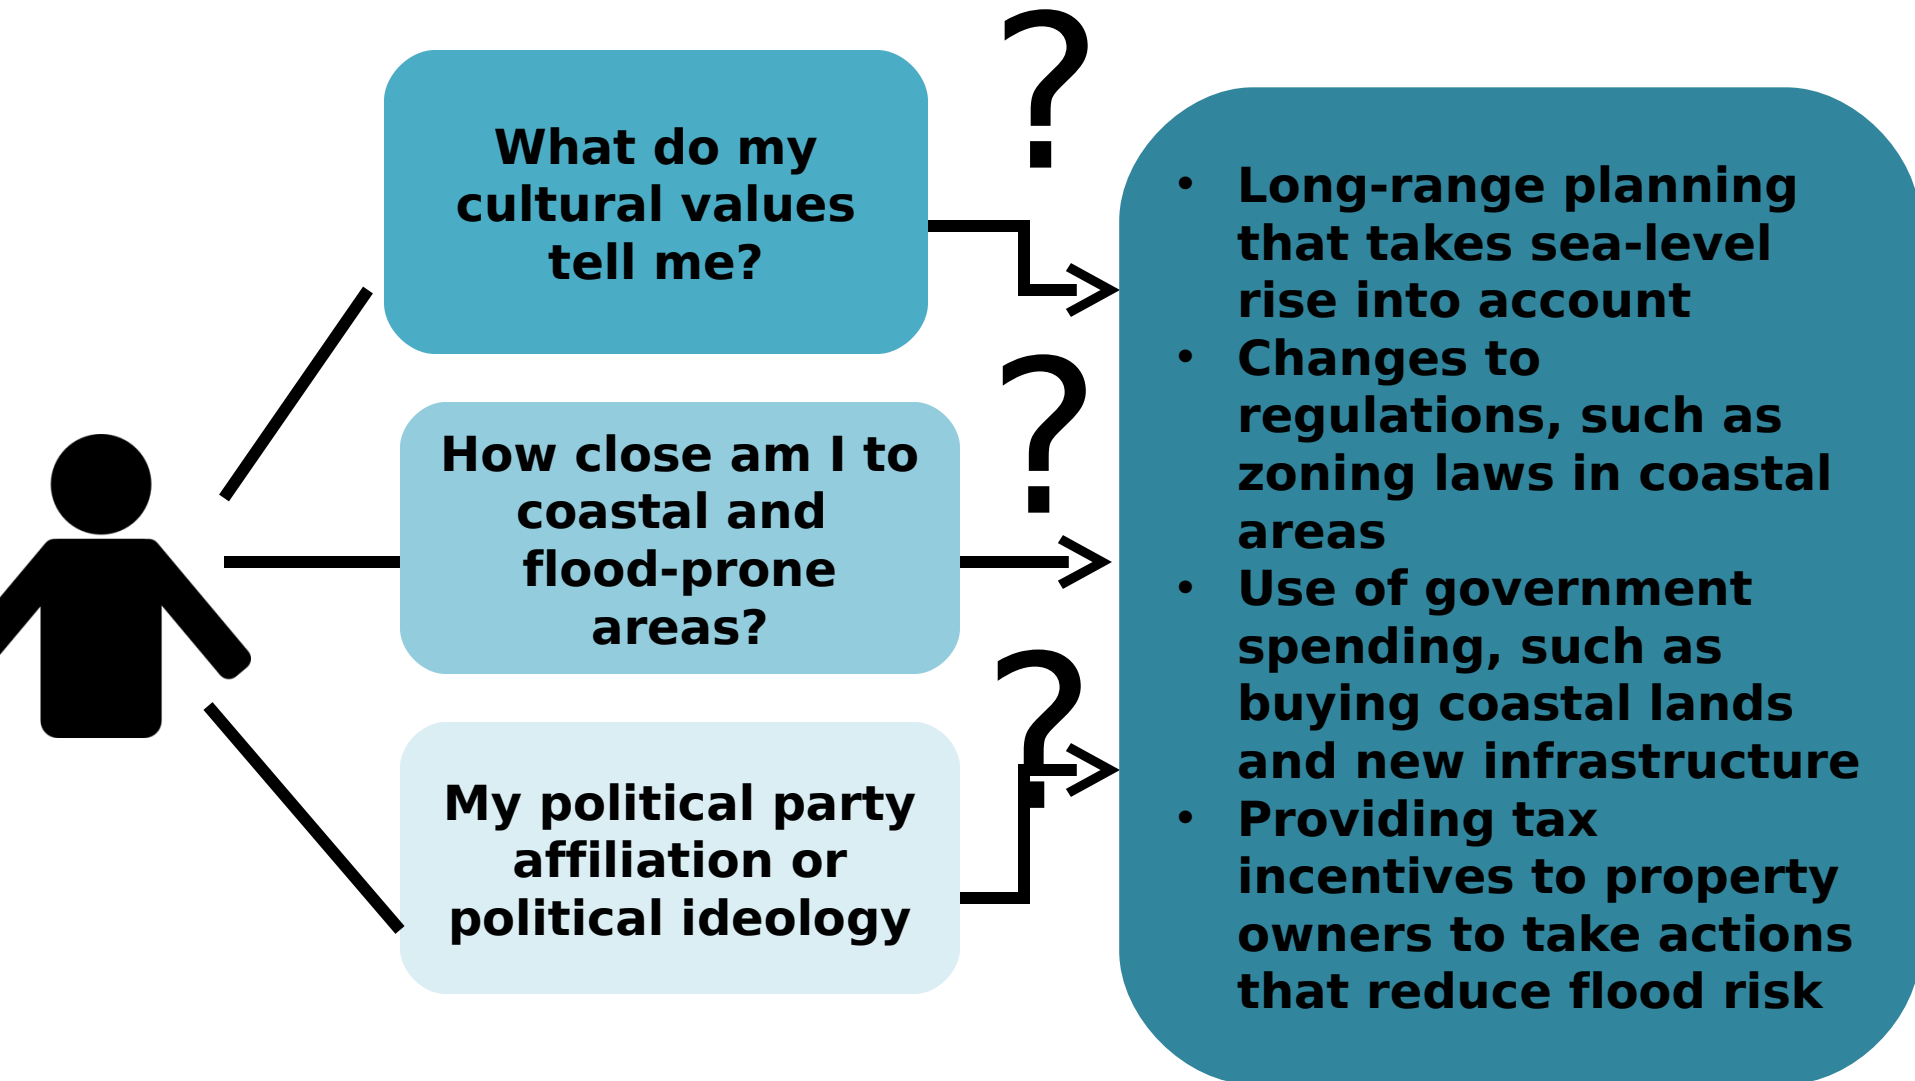 ?
What do my
cultural values
tell me?
?
How close am I to
coastal and
flood-prone
areas?
?
My political party
affiliation or
political ideology
• Long-range planning
that takes sea-level
rise into account
• Changes to
regulations, such as
zoning laws in coastal
areas
• Use of government
spending, such as
buying coastal lands
and new infrastructure
• Providing tax
incentives to property
owners to take actions
that reduce flood risk